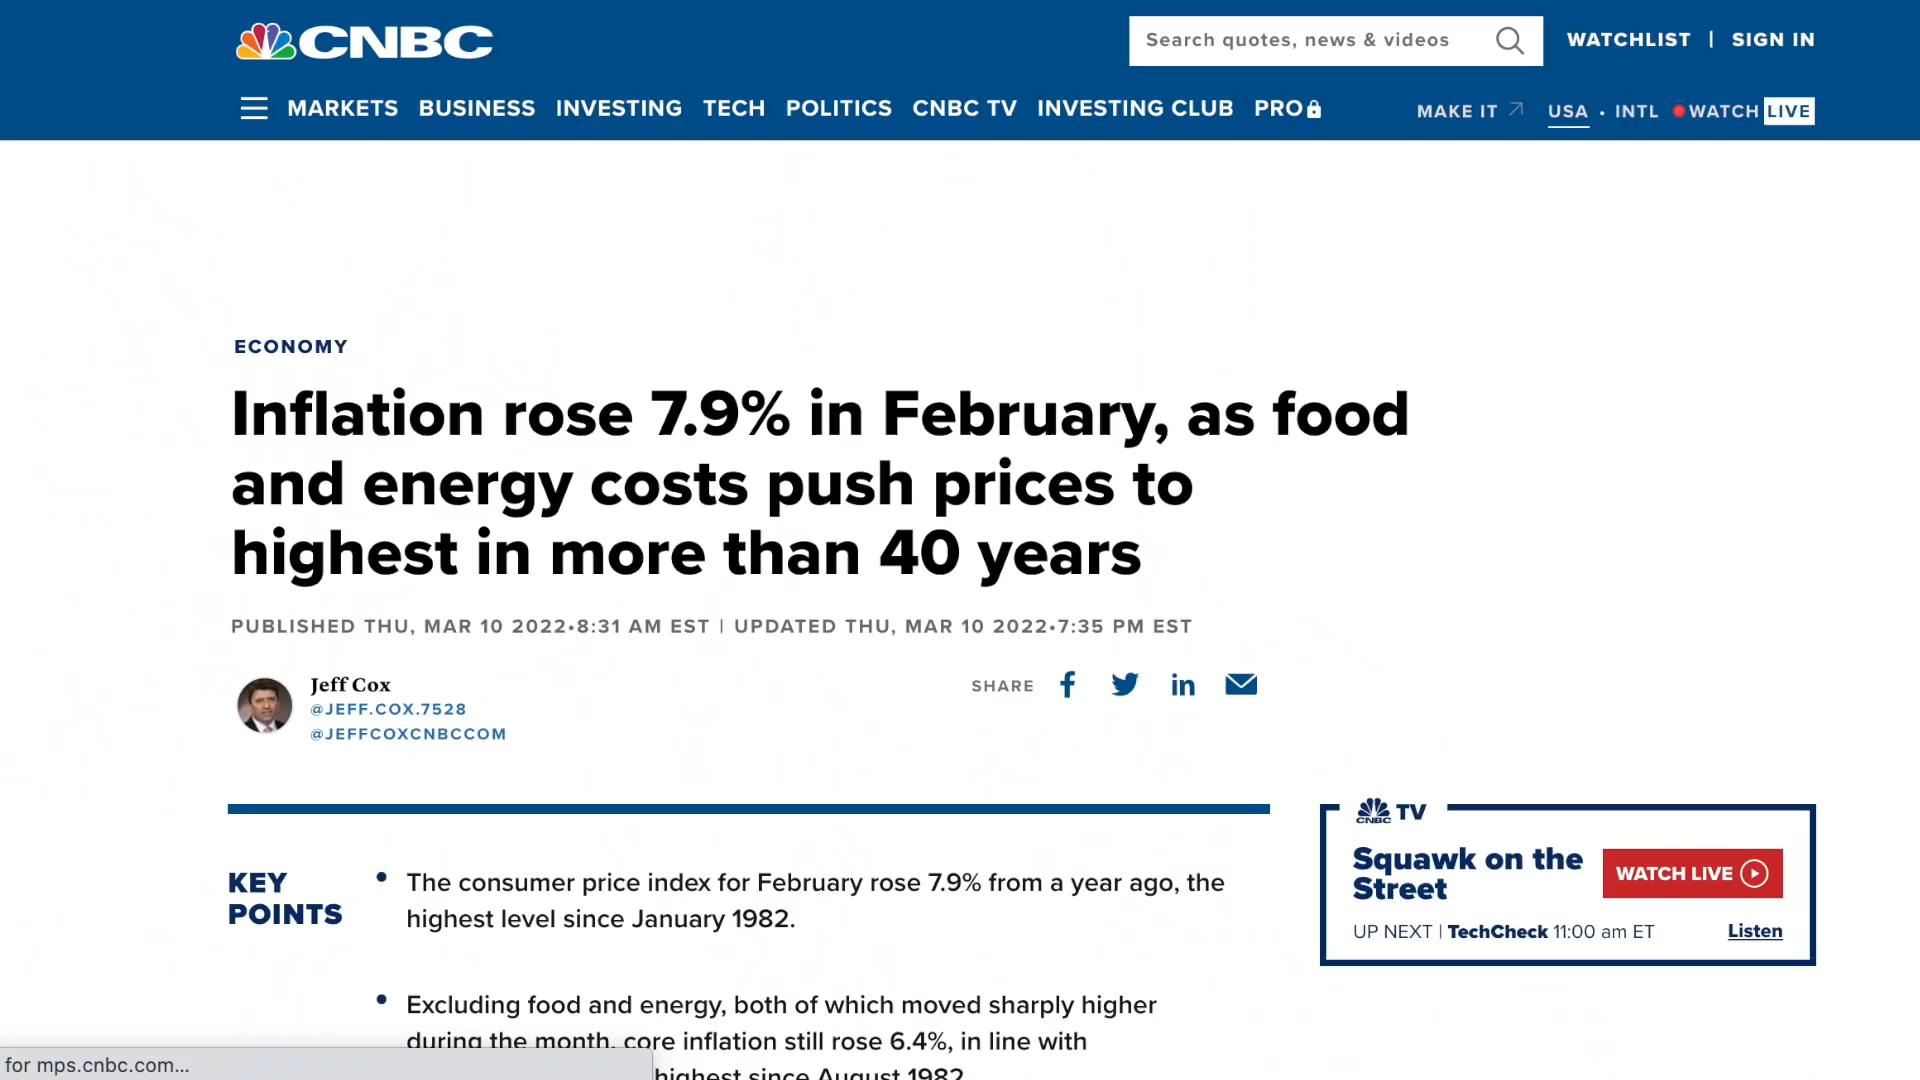 CNBC
Search quotes, news & videos
WATCHLIST | SIGN IN
MARKETS BUSINESS INVESTING TECH POLITICS CNBC TV INVESTING CLUB PRO
MAKE IT USA • INTL WATCH LIVE
ECONOMY
Inflation rose 7.9% in February, as food
and energy costs push prices to
highest in more than 40 years
PUBLISHED THU, MAR 10 2022•8:31 AM EST | UPDATED THU, MAR 10 2022•7:35 PM EST
Jeff Cox
@JEFF.COX.7528
@JEFFCOXCNBCCOM
SHARE
KEY
POINTS
• The consumer price index for February rose 7.9% from a year ago, the
highest level since January 1982.
• Excluding food and energy, both of which moved sharply higher
during the month, core inflation still rose 6.4%, in line with
highest since August 1982
CNBC TV
Squawk on the
Street
WATCH LIVE
UP NEXT | TechCheck 11:00 am ET
Listen
for mps.cnbc.com...